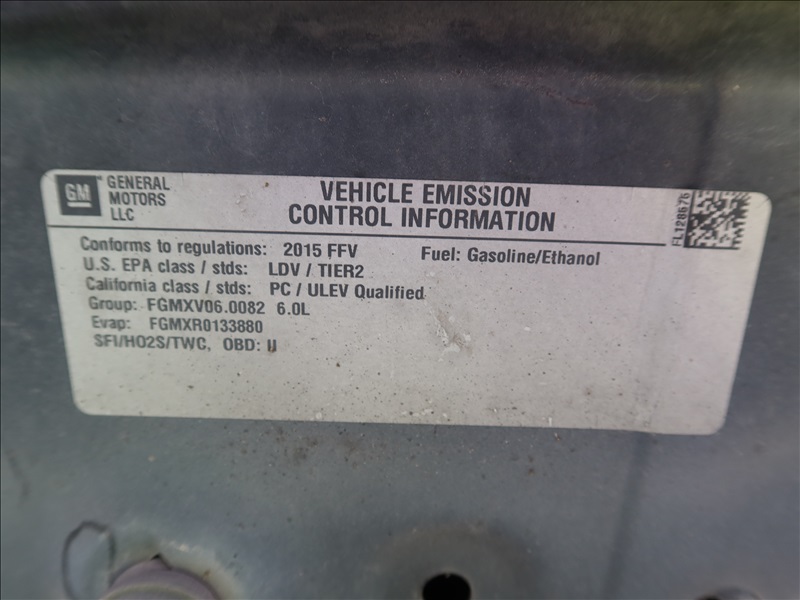 GM
GENERAL
MOTORS
LLC
VEHICLE EMISSION
CONTROL INFORMATION
Conforms to regulations: 2015 FFV Fuel: Gasoline/Ethanol
U.S. EPA class / stds: LDV / TIER2
California class / stds: PC / ULEV Qualified
Group: FGMXV06.0082 6.0L
Evap: FGMXR0133880
SFI/HO2S/TWC, OBD: II